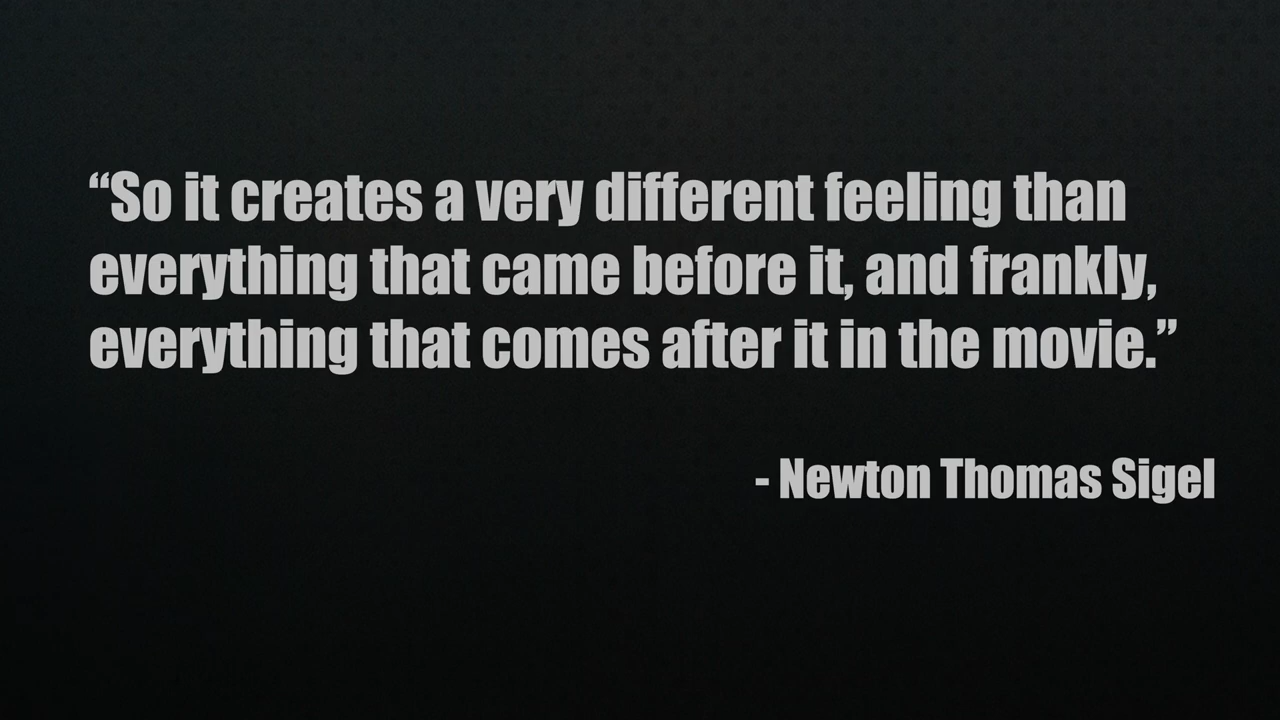 “So it creates a very different feeling than
everything that came before it, and frankly,
everything that comes after it in the movie.”
- Newton Thomas Sigel